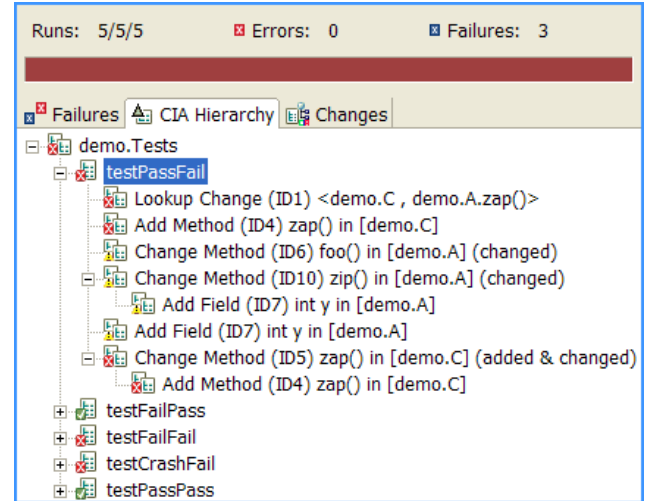 Runs: 5/5/5 Errors: 0 Failures: 3
Failures CIA Hierarchy Changes
demo.Tests
testPassFail
Lookup Change (ID1) <demo.C , demo.A.zap()>
Add Method (ID4) zap() in [demo.C]
Change Method (ID6) foo() in [demo.A] (changed)
Change Method (ID10) zip() in [demo.A] (changed)
Add Field (ID7) int y in [demo.A]
Add Field (ID7) int y in [demo.A]
Change Method (ID5) zap() in [demo.C] (added & changed)
Add Method (ID4) zap() in [demo.C]
testFailPass
testFailFail
testCrashFail
testPassPass